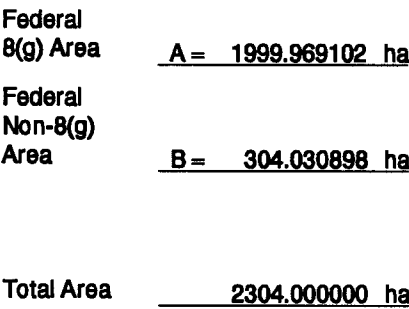 Federal
8(g) Area A = 1999.969102 ha
Federal
Non-8(g)
Area B = 304.030898 ha
Total Area 2304.000000 ha